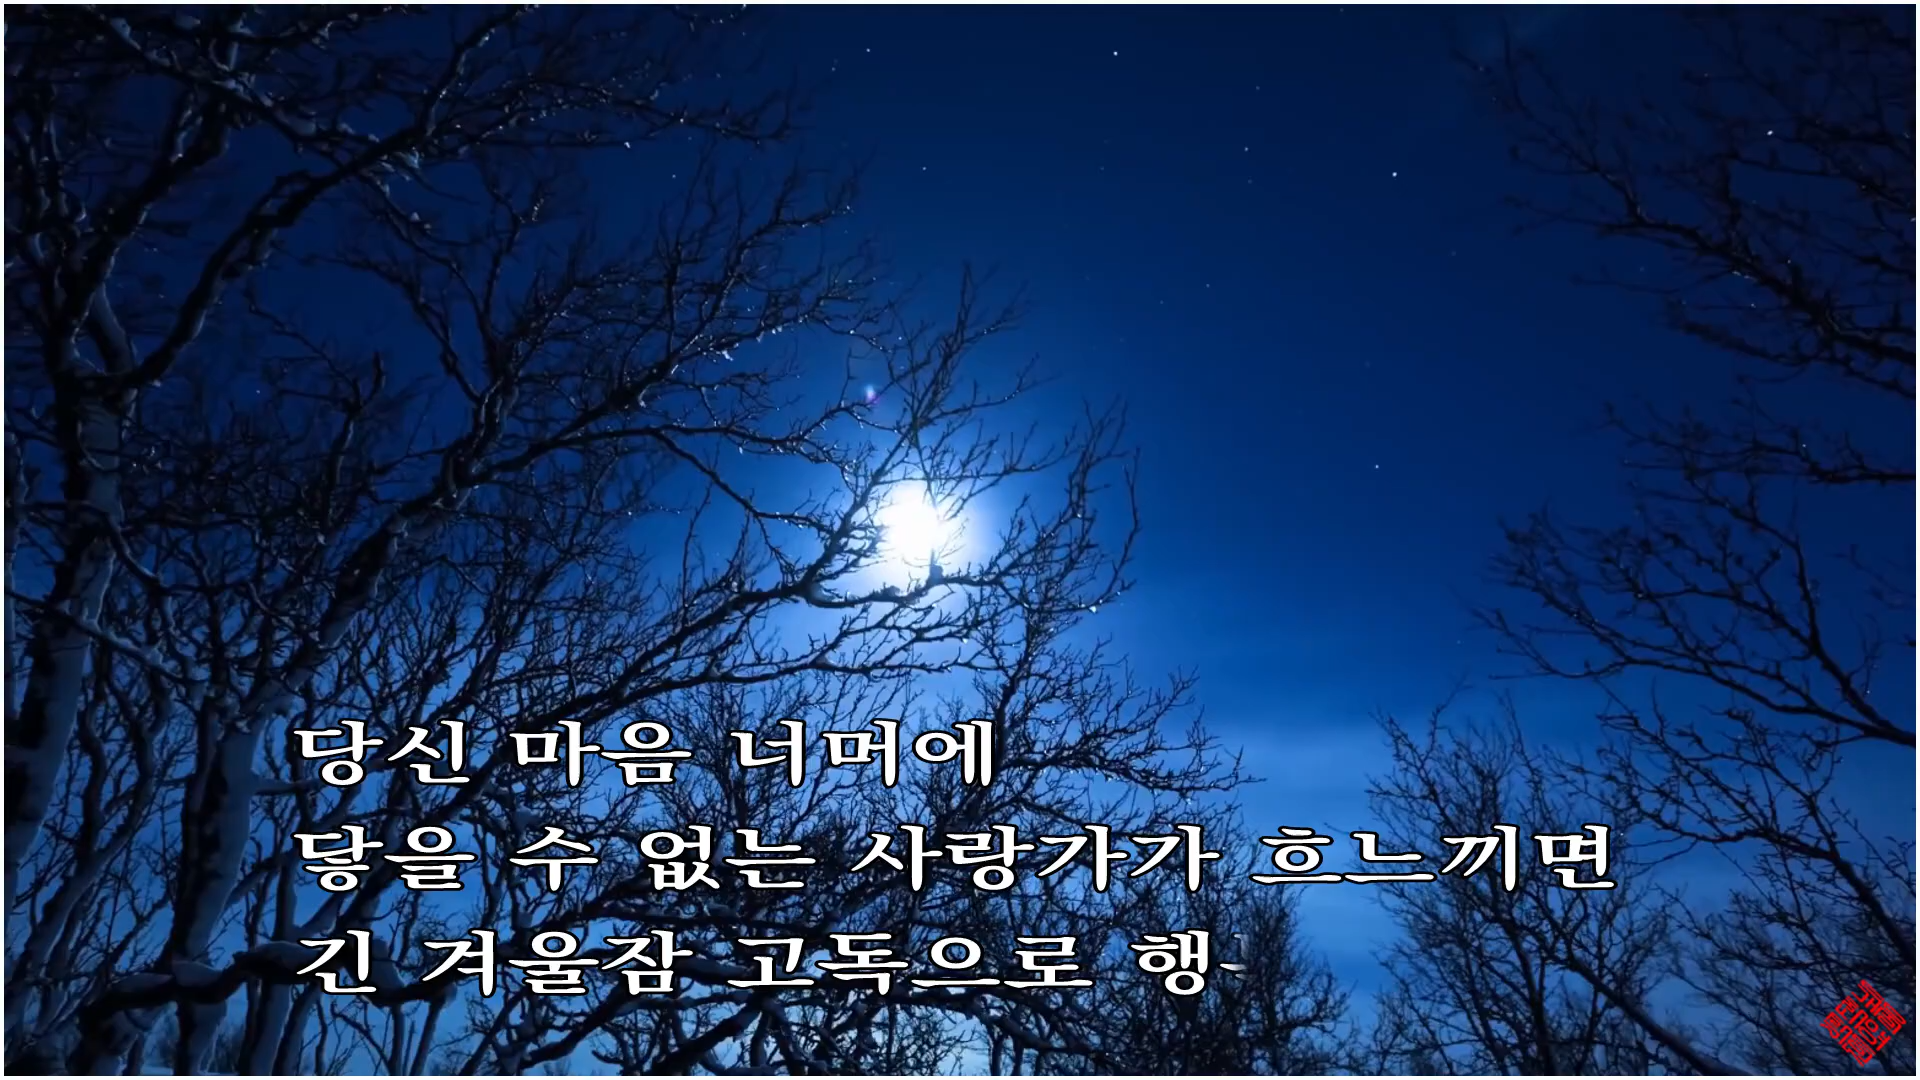 당신 마음 너머에
닿을 수 없는 사랑가가 흐느끼면
긴 겨울잠 고독으로 행